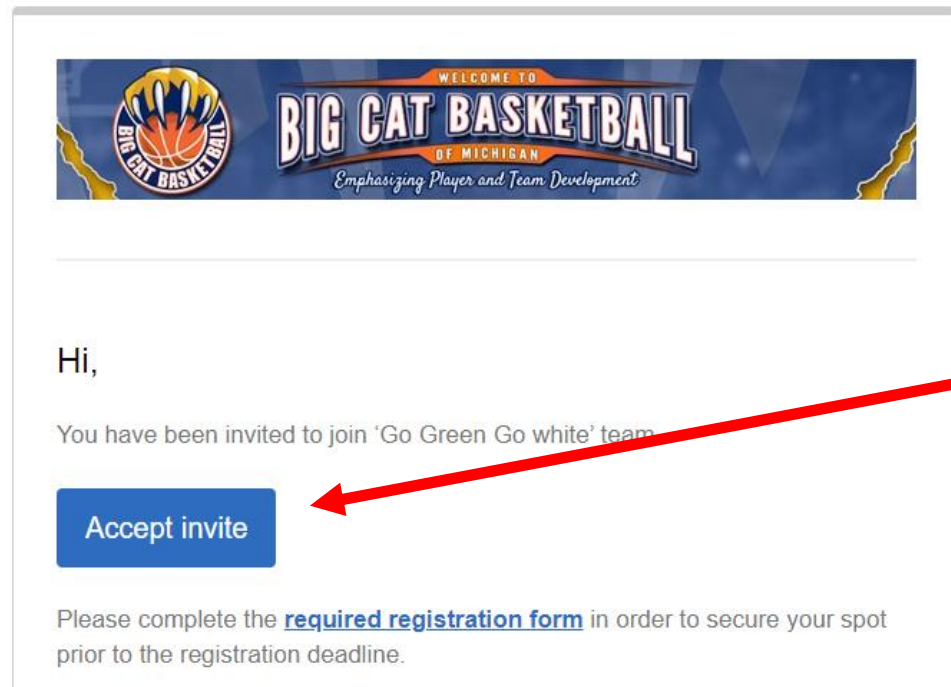 WELCOME TO
BIG CAT BASKETBALL
OF MICHIGAN
Emphasizing Player and Team Development
BIG CAT BASKETBALL
Hi,
You have been invited to join ‘Go Green Go white’ team
Accept invite
Please complete the required registration form in order to secure your spot
prior to the registration deadline.